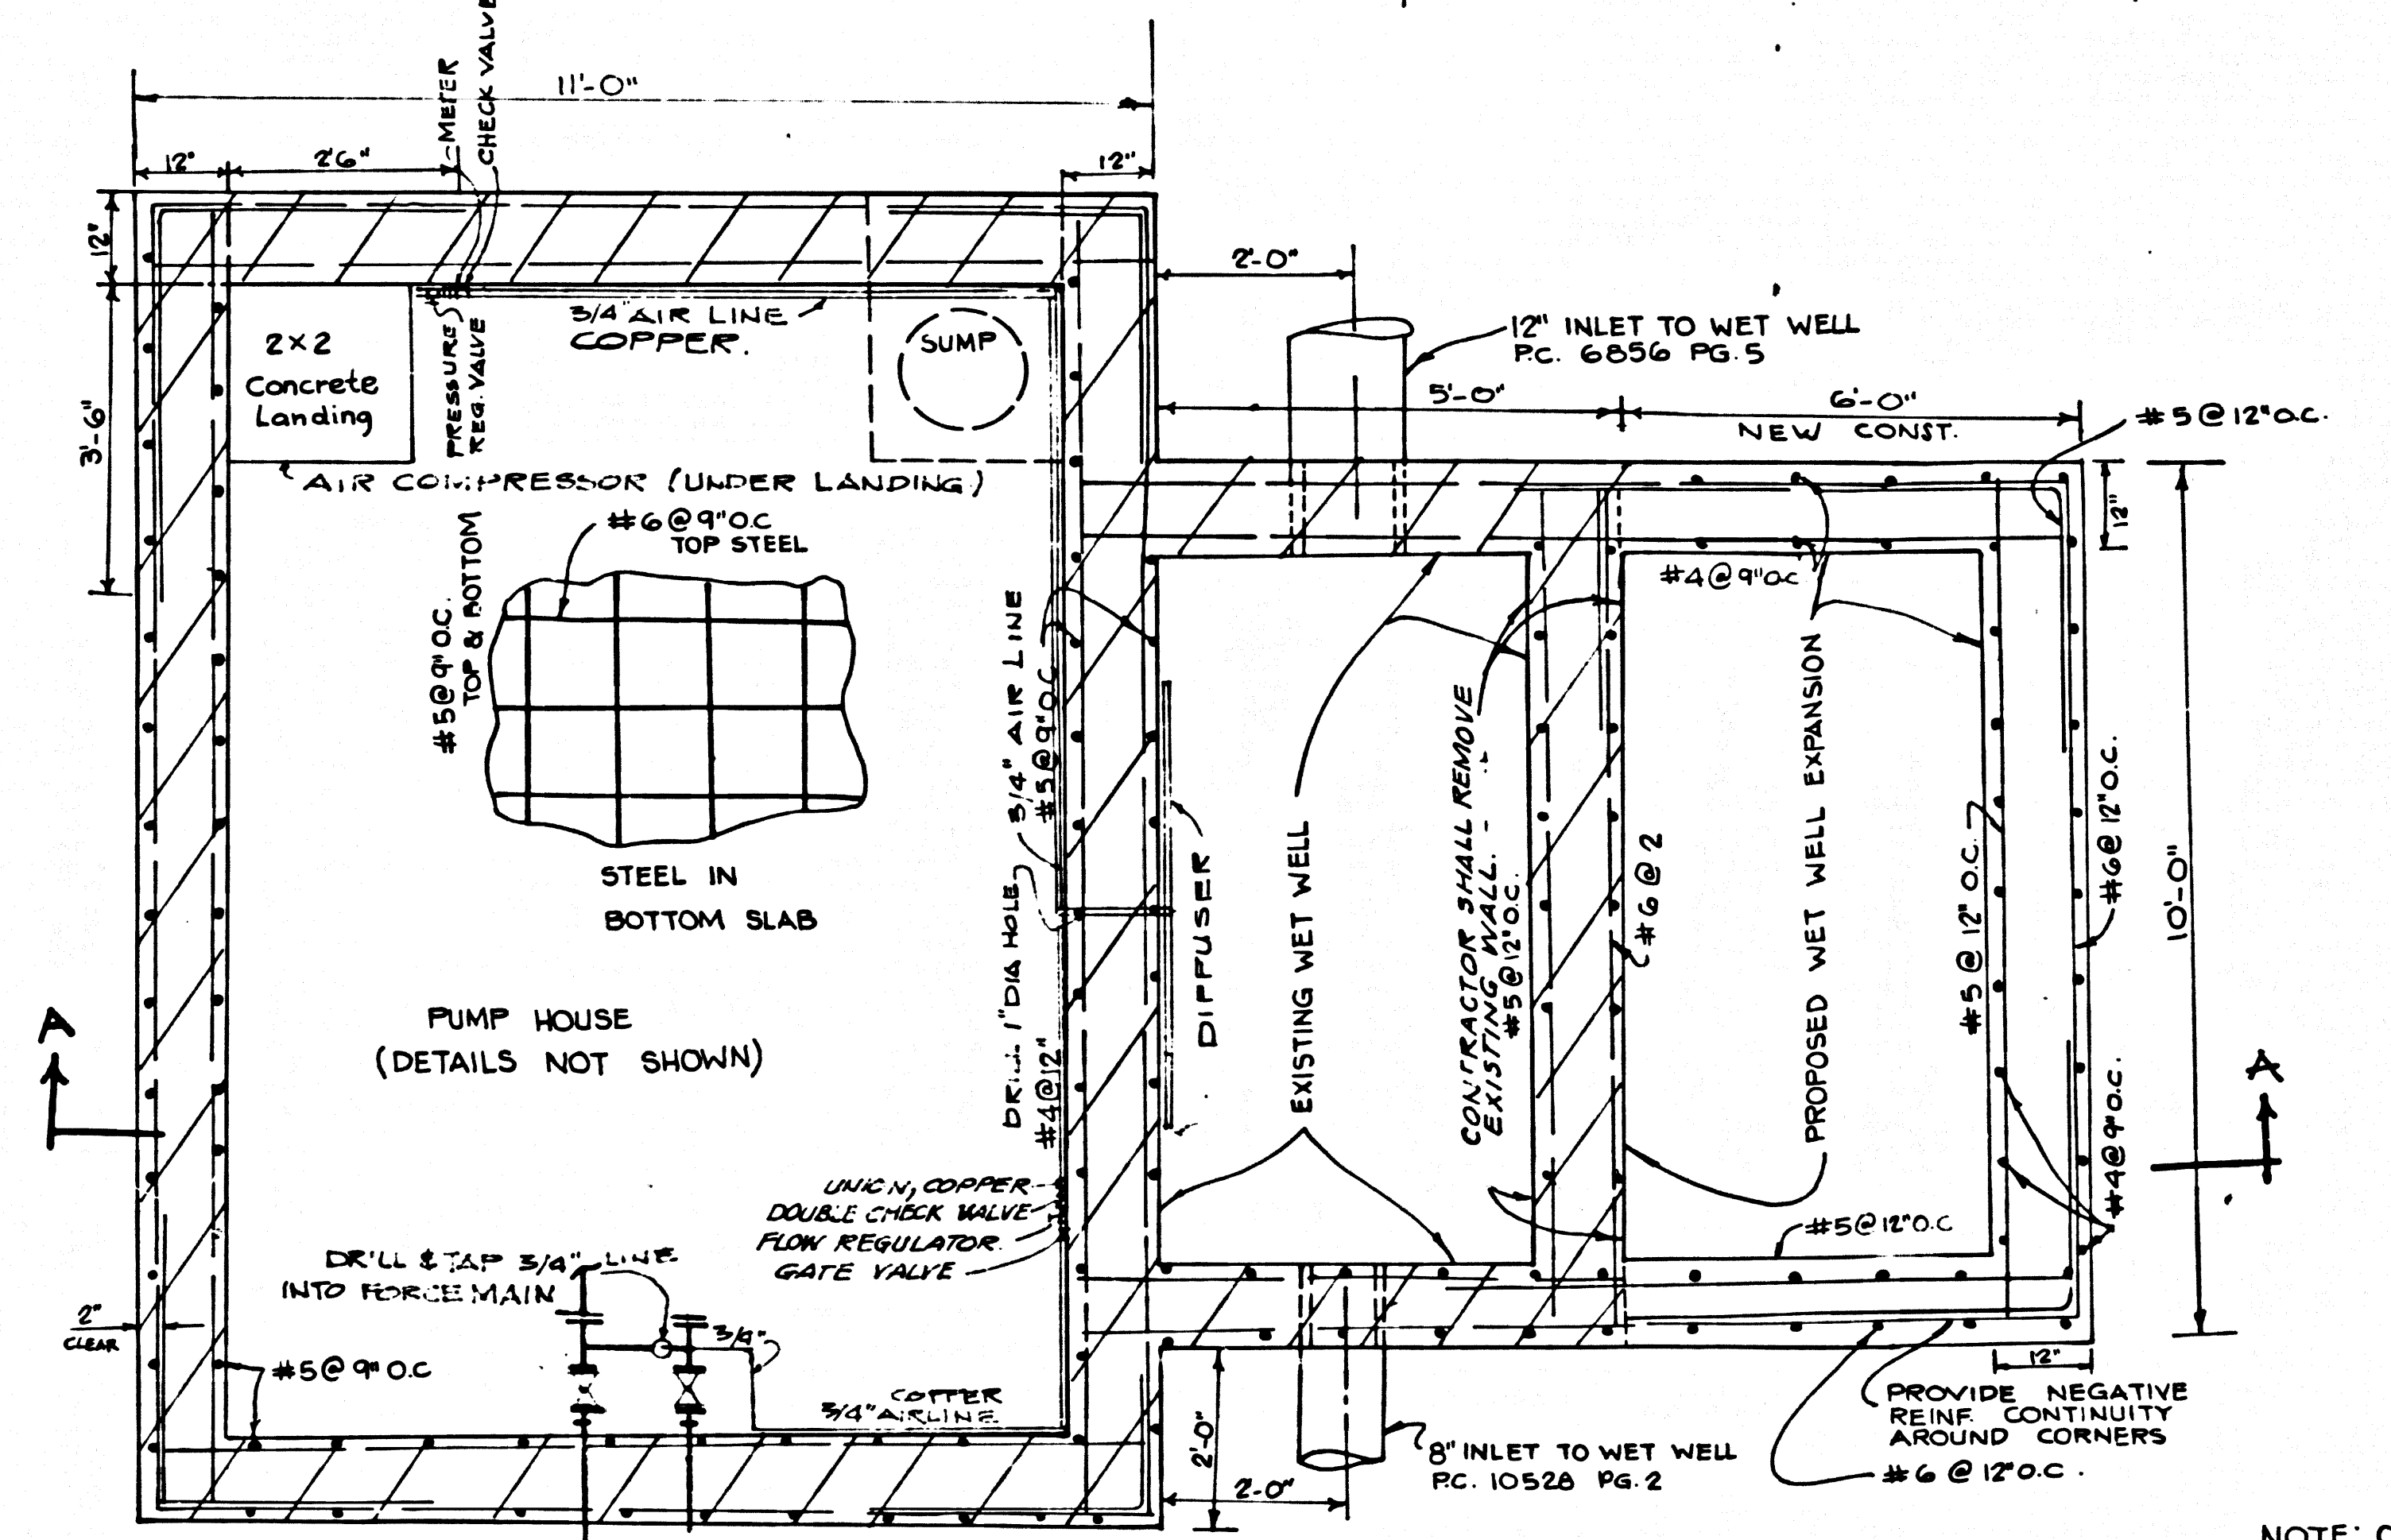 11'-0"
METER
CHECK VALVE
12"
2'6"
12"
12"
3'-6"
2×2
Concrete
Landing
PRESSURE
REG. VALVE
3/4" AIR LINE
COPPER.
SUMP
2'-0"
12" INLET TO WET WELL
P.C. 6856 PG. 5
5'-0"
6'-0"
NEW CONST.
#5@12"O.C.
12"
AIR COMPRESSOR (UNDER LANDING)
#6@9"O.C
TOP STEEL
#5@9"O.C.
TOP & BOTTOM
STEEL IN
BOTTOM SLAB
3/4" AIR LINE
#5@9"O.C
DRILL 1"DIA HOLE
#4@12"
DIFFUSER
EXISTING WET WELL
CONTRACTOR SHALL REMOVE
EXISTING WALL.
#5@12"O.C.
#6@2
#4@9"O.C
PROPOSED WET WELL EXPANSION
#5@12" O.C.
#6@12"O.C.
#4@9"O.C.
10'-0"
PUMP HOUSE
(DETAILS NOT SHOWN)
A
A
UNION, COPPER
DOUBLE CHECK VALVE
FLOW REGULATOR
GATE VALVE
#5@12"O.C
DRILL & TAP 3/4" LINE
INTO FORCE MAIN
2"
CLEAR
#5@9"O.C
3/4"
3/4" AIRLINE
12"
PROVIDE NEGATIVE
REINF. CONTINUITY
AROUND CORNERS
#6 @ 12"O.C.
2'-0"
2'-0"
8" INLET TO WET WELL
P.C. 10528 PG. 2
NOTE: